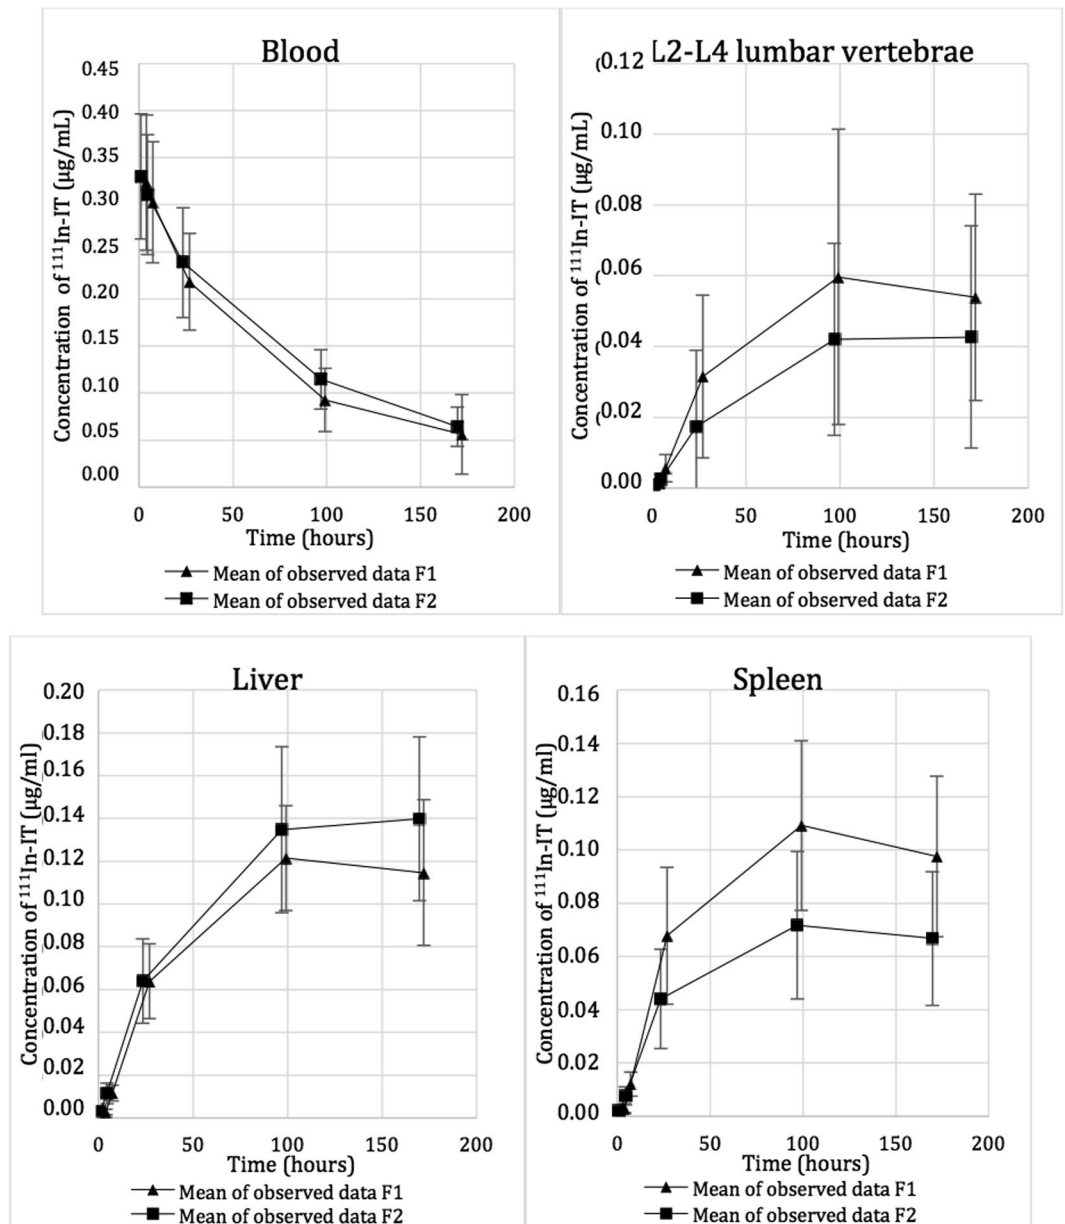 Blood
Concentration of ¹¹¹In-IT (µg/mL)
0.45
0.40
0.35
0.30
0.25
0.20
0.15
0.10
0.05
0.00
0 50 100 150 200
Time (hours)
Mean of observed data F1
Mean of observed data F2
L2-L4 lumbar vertebrae
Concentration of ¹¹¹In-IT (µg/mL)
0.12
0.10
0.08
0.06
0.04
0.02
0.00
0 50 100 150 200
Time (hours)
Mean of observed data F1
Mean of observed data F2
Liver
Concentration of ¹¹¹In-IT (µg/ml)
0.20
0.18
0.16
0.14
0.12
0.10
0.08
0.06
0.04
0.02
0.00
0 50 100 150 200
Time (hours)
Mean of observed data F1
Mean of observed data F2
Spleen
Concentration of ¹¹¹In-IT (µg/ml)
0.16
0.14
0.12
0.10
0.08
0.06
0.04
0.02
0.00
0 50 100 150 200
Time (hours)
Mean of observed data F1
Mean of observed data F2